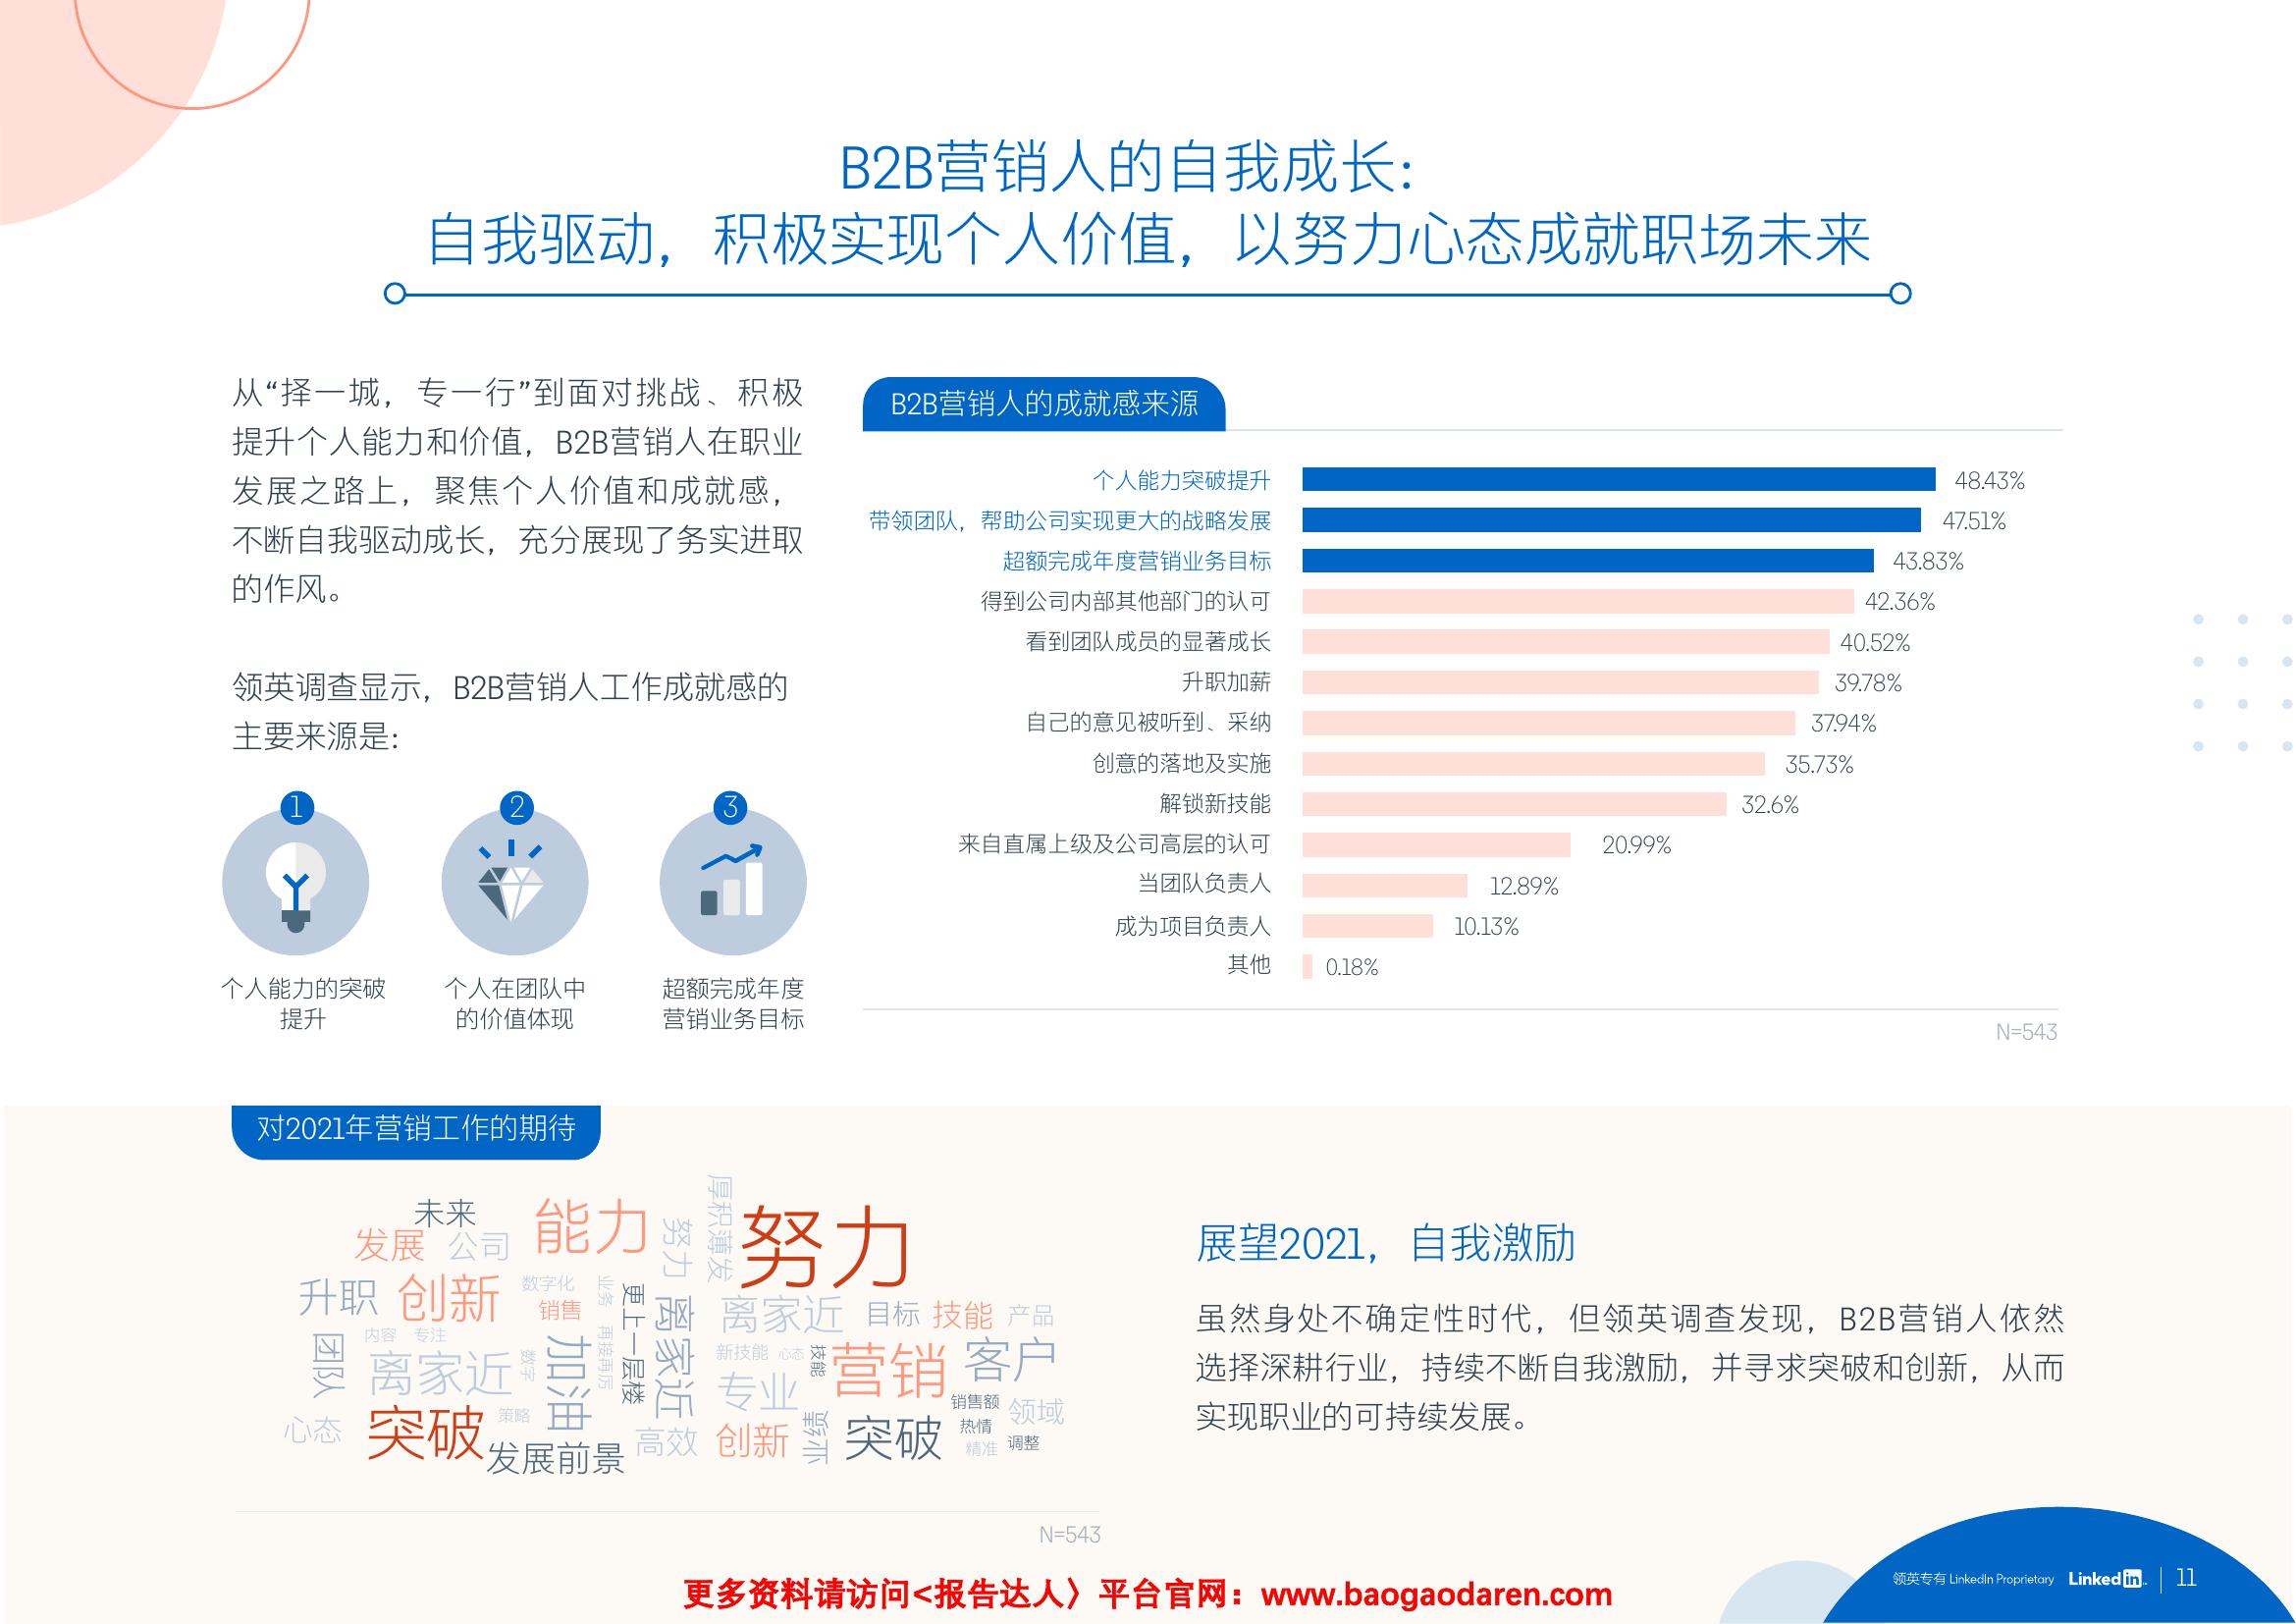 B2B营销人的自我成长：
自我驱动，积极实现个人价值，以努力心态成就职场未来
从“择一城，专一行”到面对挑战、积极
提升个人能力和价值，B2B营销人在职业
发展之路上，聚焦个人价值和成就感，
不断自我驱动成长，充分展现了务实进取
的作风。
领英调查显示，B2B营销人工作成就感的
主要来源是：
1
个人能力的突破
提升
2
个人在团队中
的价值体现
3
超额完成年度
营销业务目标
B2B营销人的成就感来源
个人能力突破提升 48.43%
带领团队，帮助公司实现更大的战略发展 47.51%
超额完成年度营销业务目标 43.83%
得到公司内部其他部门的认可 42.36%
看到团队成员的显著成长 40.52%
升职加薪 39.78%
自己的意见被听到、采纳 37.94%
创意的落地及实施 35.73%
解锁新技能 32.6%
来自直属上级及公司高层的认可 20.99%
当团队负责人 12.89%
成为项目负责人 10.13%
其他 0.18%
N=543
对2021年营销工作的期待
未来
能力
努力
厚积薄发
努力
发展
公司
升职
创新
数字化
销售
业务
更上一层楼
离家近
离家近
目标
技能
产品
团队
内容
专注
离家近
数字
加油
再接再厉
新技能
心态
技能
营销
客户
专业
销售额
领域
心态
突破
策略
发展前景
高效
创新
业绩
突破
热情
精准
调整
N=543
展望2021，自我激励
虽然身处不确定性时代，但领英调查发现，B2B营销人依然
选择深耕行业，持续不断自我激励，并寻求突破和创新，从而
实现职业的可持续发展。
更多资料请访问<报告达人〉平台官网：www.baogaodaren.com
领英专有 LinkedIn Proprietary LinkedIn 11